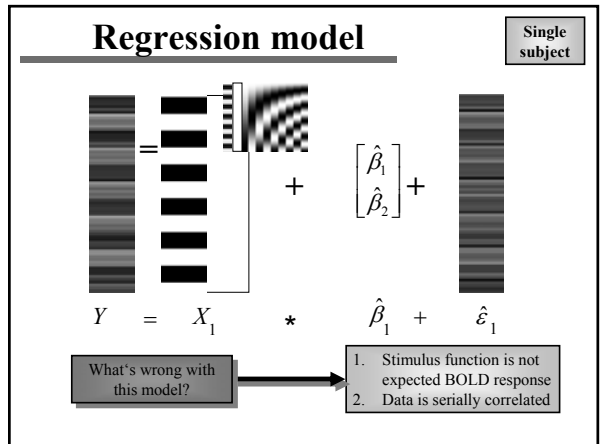 Regression model
Single
subject
=
+
[β̂₁
β̂₂]
+
Y = X₁ * β̂₁ + ε̂₁
What‘s wrong with
this model?
1. Stimulus function is not
expected BOLD response
2. Data is serially correlated